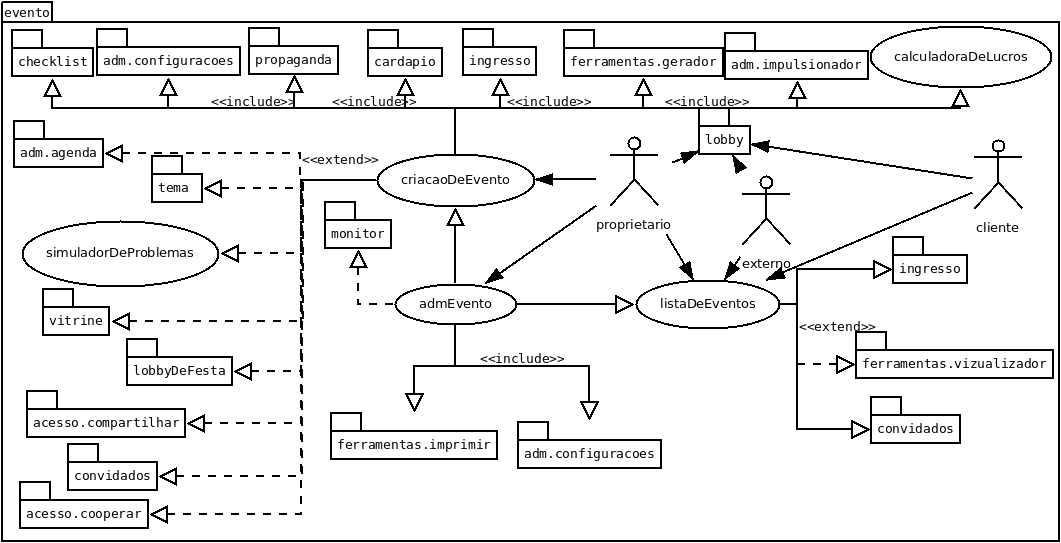 evento
checklist
adm.configuracoes
propaganda
cardapio
ingresso
ferramentas.gerador
adm.impulsionador
calculadoraDeLucros
<<include>>
<<include>>
<<include>>
<<include>>
adm.agenda
<<extend>>
lobby
tema
criacaoDeEvento
proprietario
cliente
monitor
simuladorDeProblemas
externo
ingresso
admEvento
listaDeEventos
vitrine
<<extend>>
<<include>>
lobbyDeFesta
ferramentas.vizualizador
acesso.compartilhar
convidados
ferramentas.imprimir
adm.configuracoes
convidados
acesso.cooperar